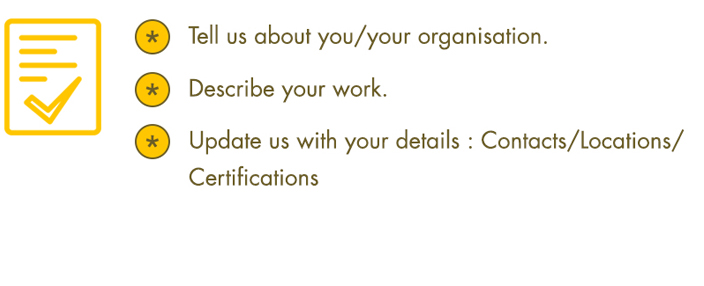 * Tell us about you/your organisation.
* Describe your work.
* Update us with your details : Contacts/Locations/
Certifications